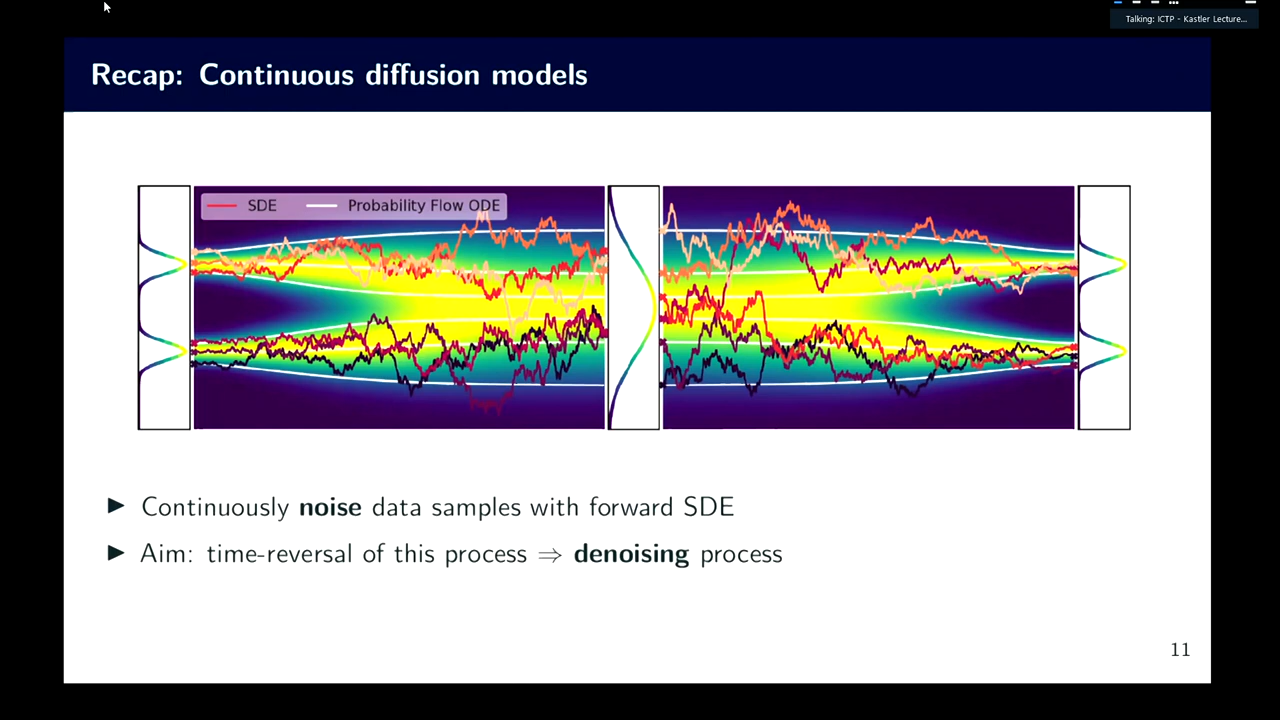 Talking: ICTP - Kastler Lecture...
Recap: Continuous diffusion models
SDE
Probability Flow ODE
▶ Continuously noise data samples with forward SDE
▶ Aim: time-reversal of this process ⇒ denoising process
11